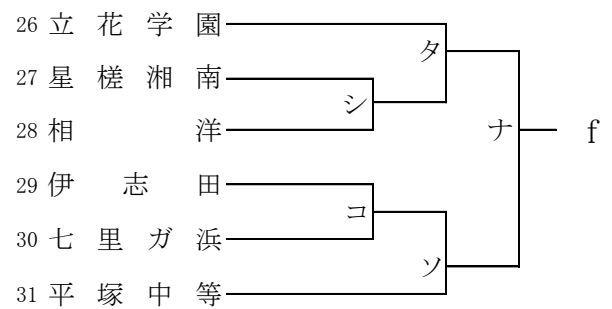 26 立花学園
タ
27 星槎湘南
シ
28 相洋
ナ f
29 伊志田
コ
30 七里ガ浜
ソ
31 平塚中等